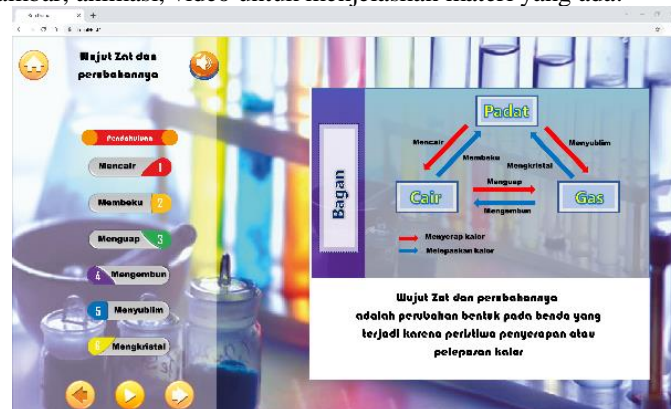 gambar, animasi, video untuk menjelaskan materi yang ada.
Wujut Zat dan
perubahannya
Pendahuluan
Mencair 1
Membeku 2
Menguap 3
4 Mengembun
5 Menyublim
6 Mengkristal
Bagan
Padat
Mencair
Membeku
Menyublim
Mengkristal
Cair
Menguap
Mengembun
Gas
Menyerap kalor
Melepaskan kalor
Wujut Zat dan perubahannya
adalah perubahan bentuk pada benda yang
terjadi karena peristiwa penyerapan atau
pelepasan kalor